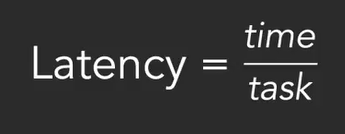 Latency = time / task